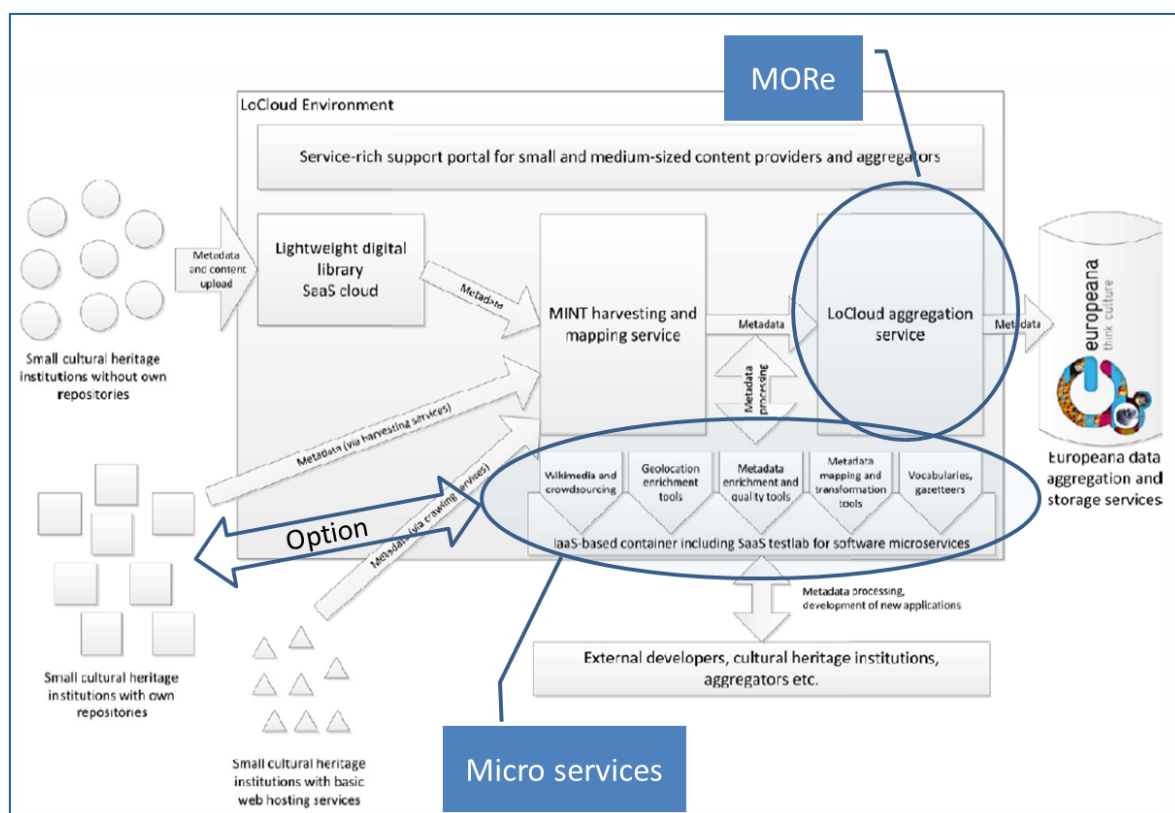 MORe
LoCloud Environment
Service-rich support portal for small and medium-sized content providers and aggregators
Metadata
and content
upload
Lightweight digital
library
SaaS cloud
Metadata
MINT harvesting and
mapping service
Metadata
LoCloud aggregation
service
Metadata
europeana
think culture
Small cultural heritage
institutions without own
repositories
Metadata
processing
Metadata (via harvesting services)
Metadata (via crawling services)
Europeana data
aggregation and
storage services
Wikimedia and
crowdsourcing
Geolocation
enrichment
tools
Metadata
enrichment and
quality tools
Metadata
mapping and
transformation
tools
Vocabularies,
gazetteers
Option
IaaS-based container including SaaS testlab for software microservices
Metadata processing,
development of new applications
Small cultural heritage
institutions with own
repositories
External developers, cultural heritage institutions,
aggregators etc.
Small cultural heritage
institutions with basic
web hosting services
Micro services